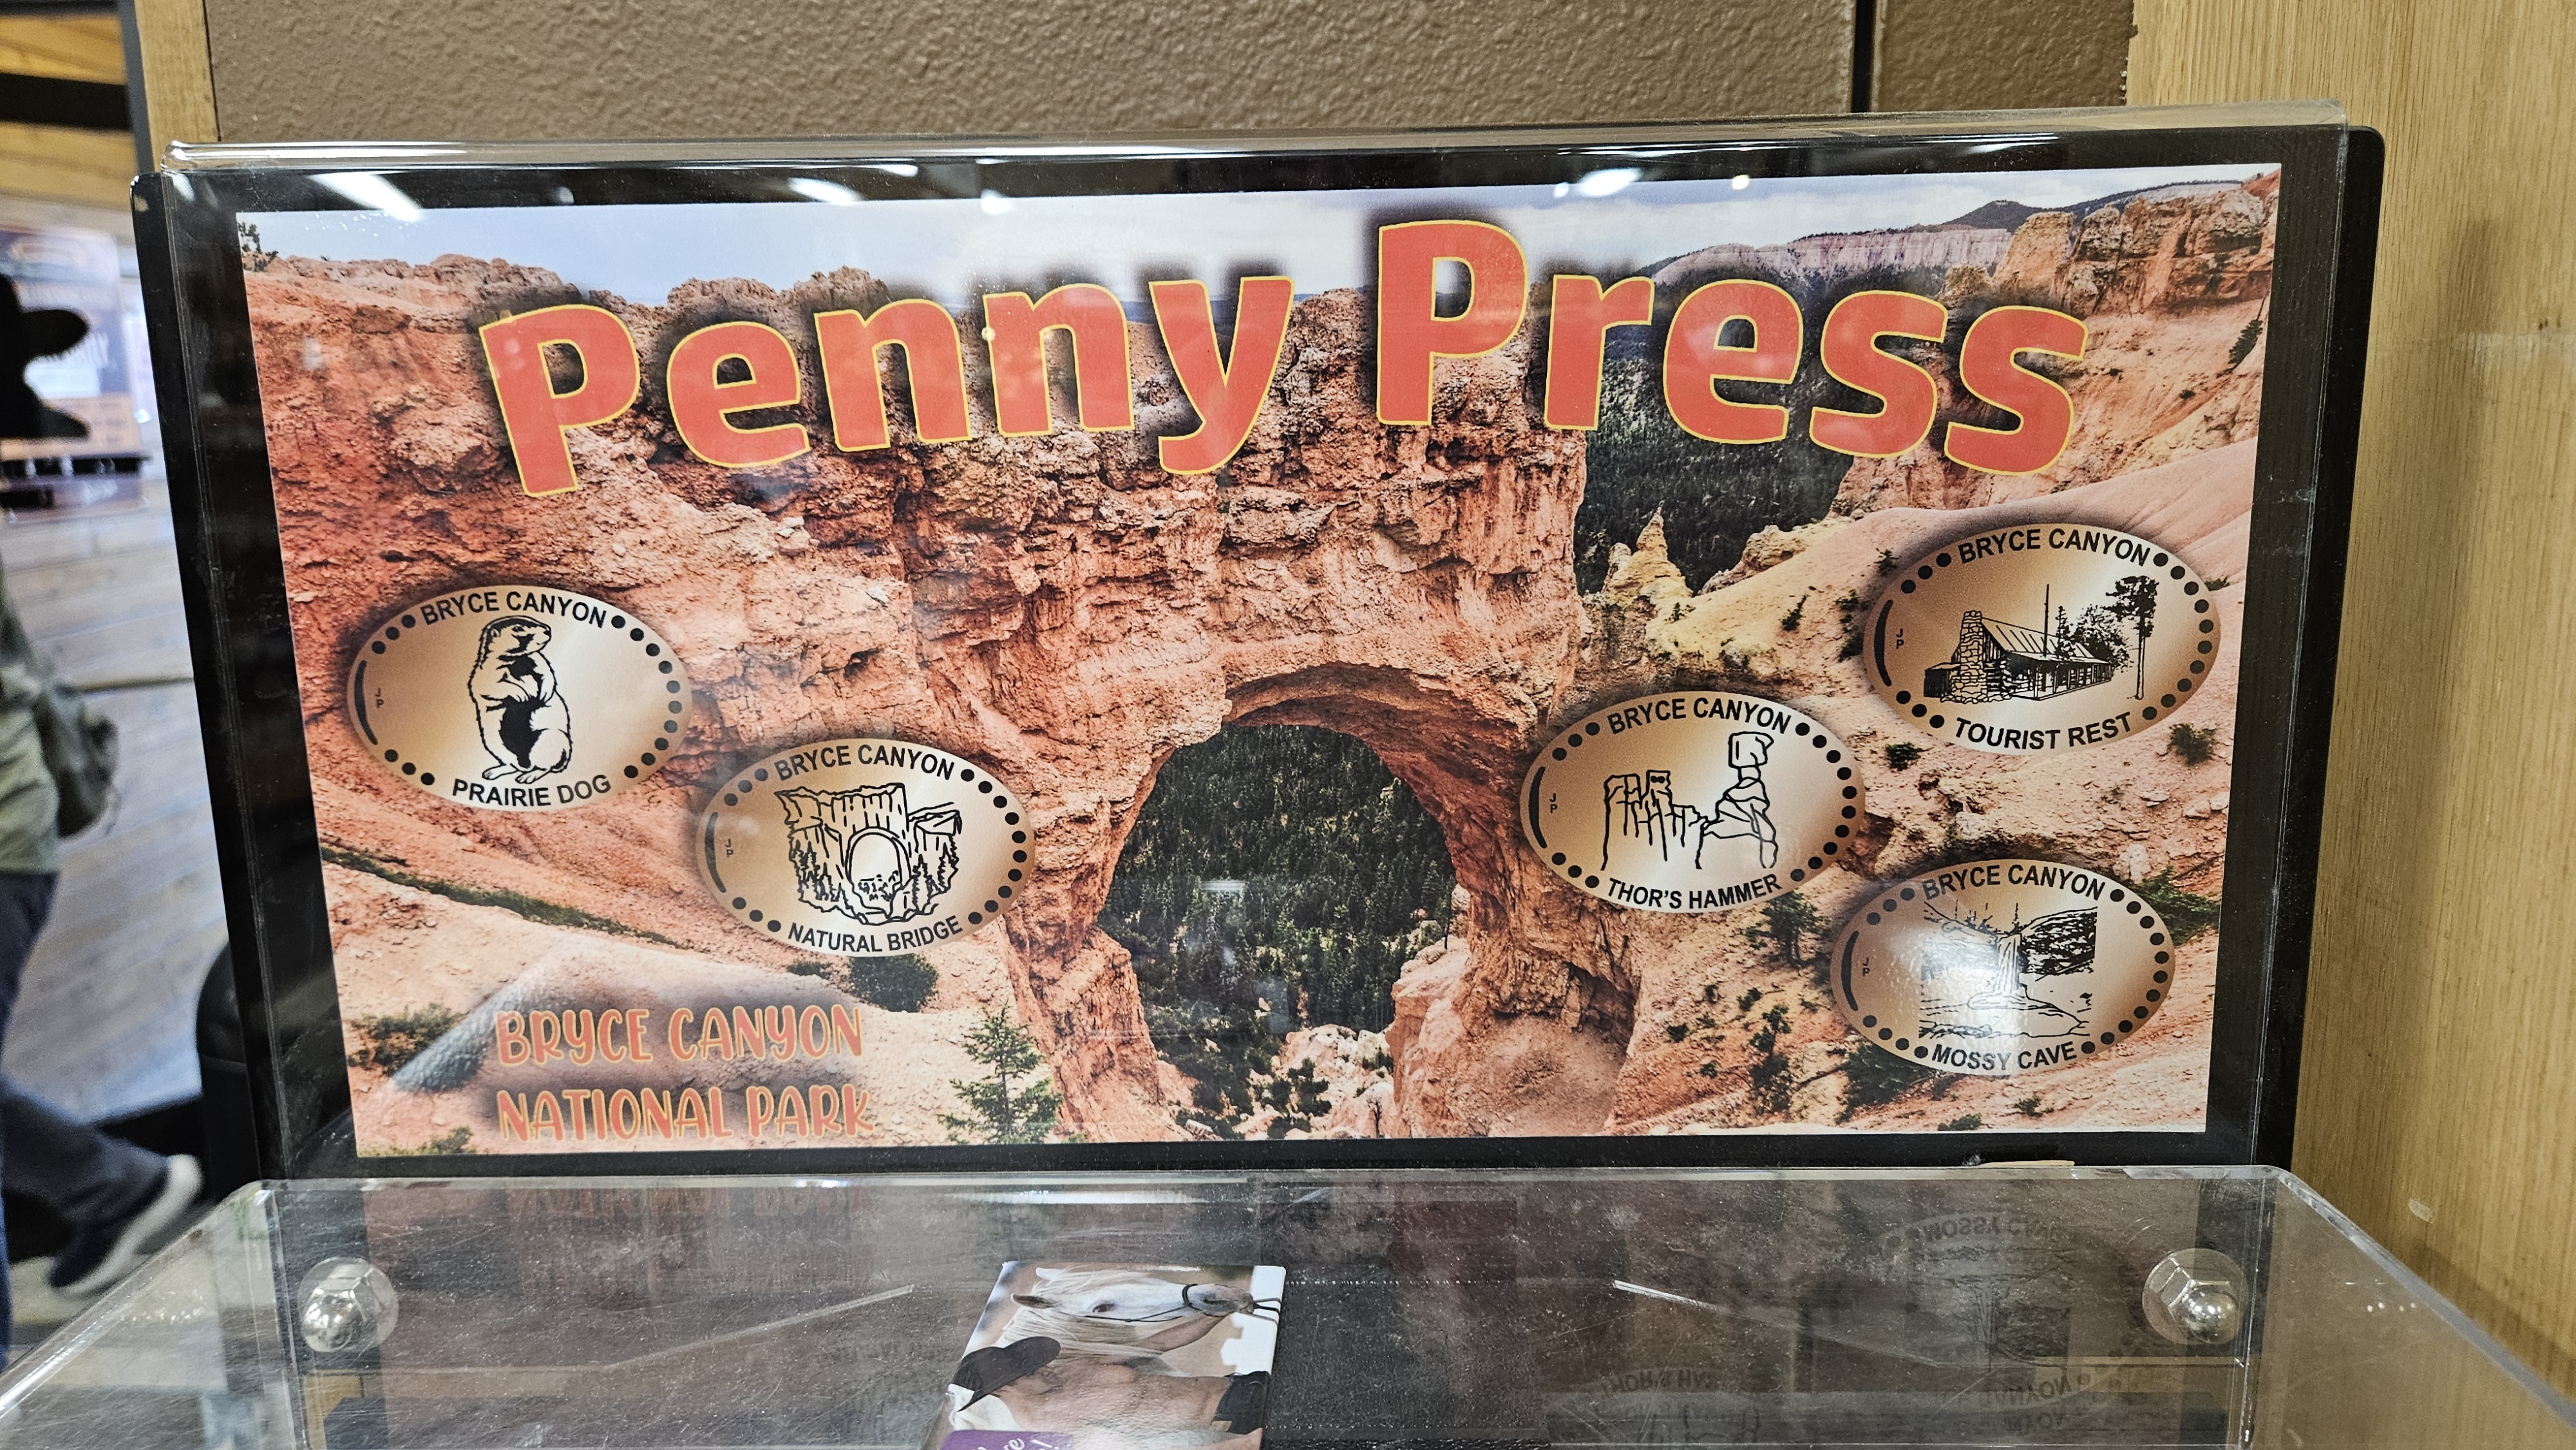 Penny Press
BRYCE CANYON
JP
PRAIRIE DOG
BRYCE CANYON
JP
NATURAL BRIDGE
BRYCE CANYON
JP
THOR'S HAMMER
BRYCE CANYON
JP
TOURIST REST
BRYCE CANYON
JP
MOSSY CAVE
BRYCE CANYON
NATIONAL PARK